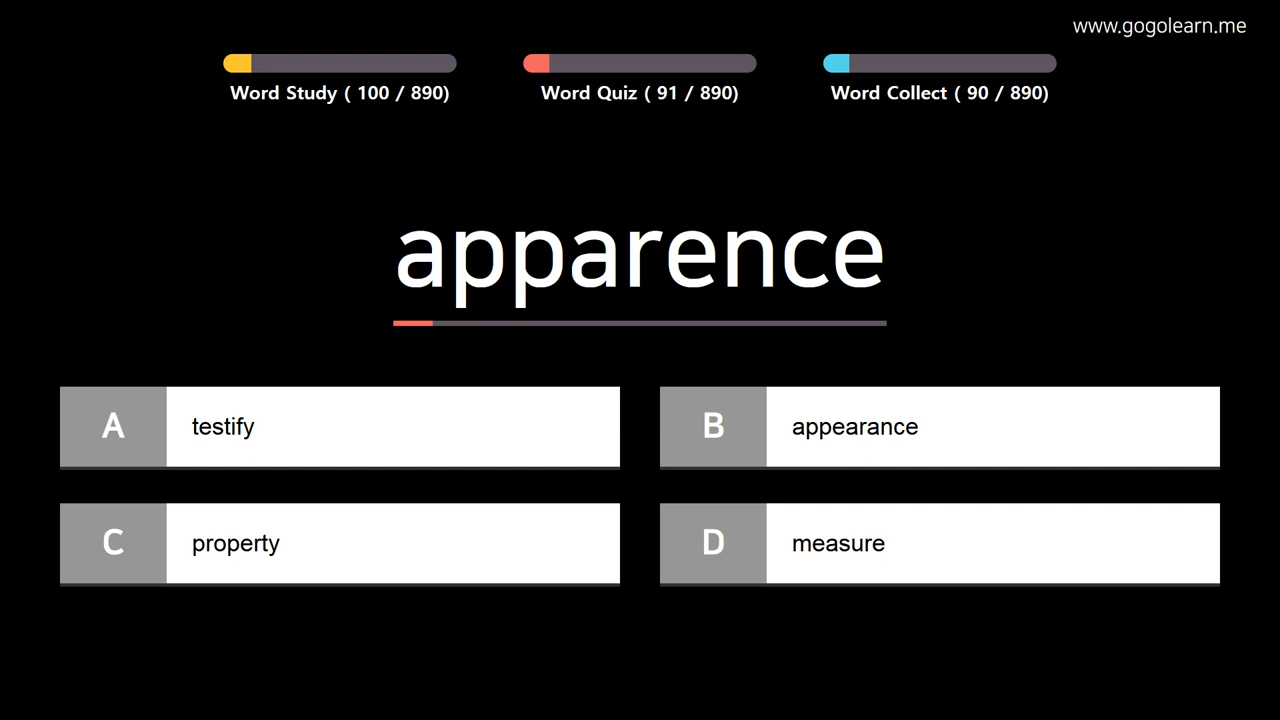 www.gogolearn.me
Word Study ( 100 / 890)
Word Quiz ( 91 / 890)
Word Collect ( 90 / 890)
apparence
A testify
B appearance
C property
D measure